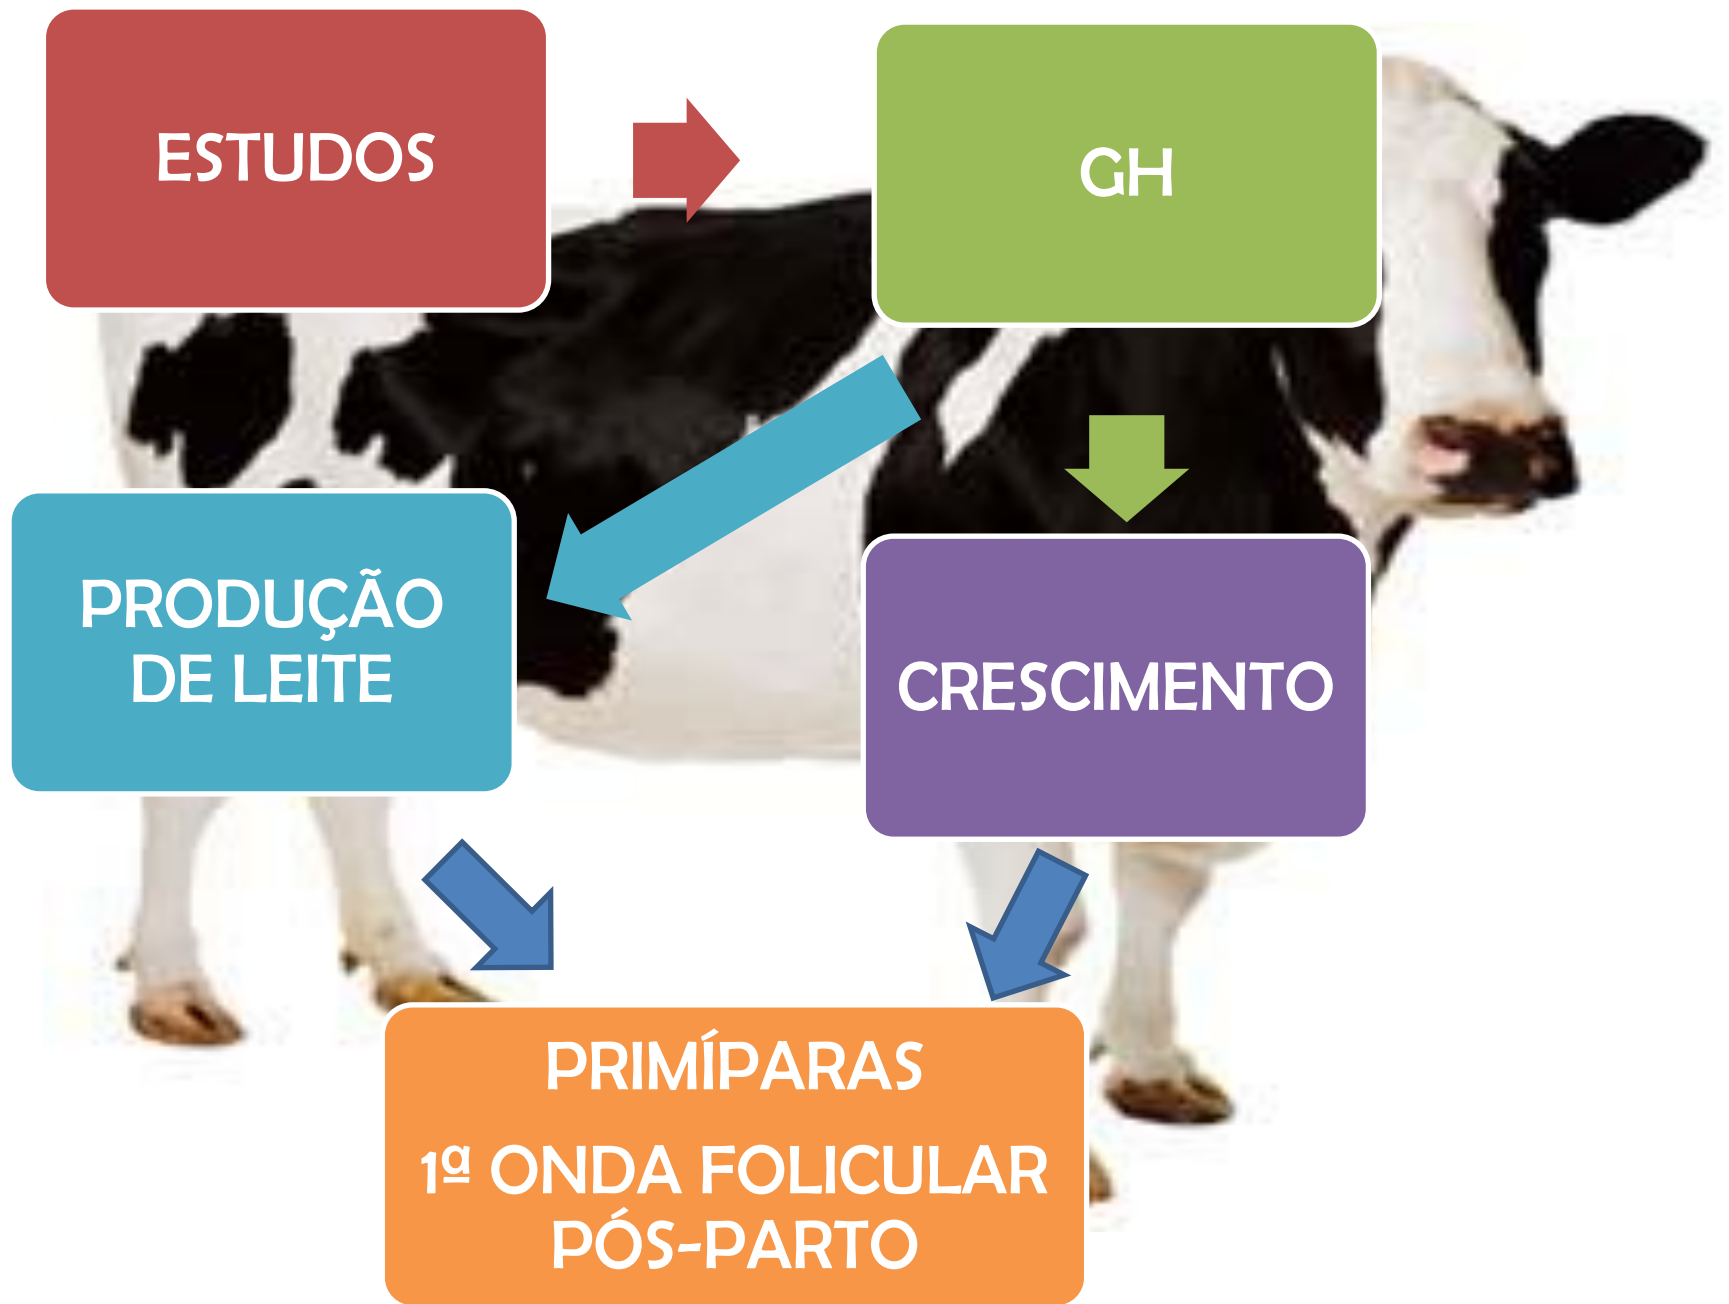 ESTUDOS
GH
PRODUÇÃO
DE LEITE
CRESCIMENTO
PRIMÍPARAS
1ª ONDA FOLICULAR
PÓS-PARTO